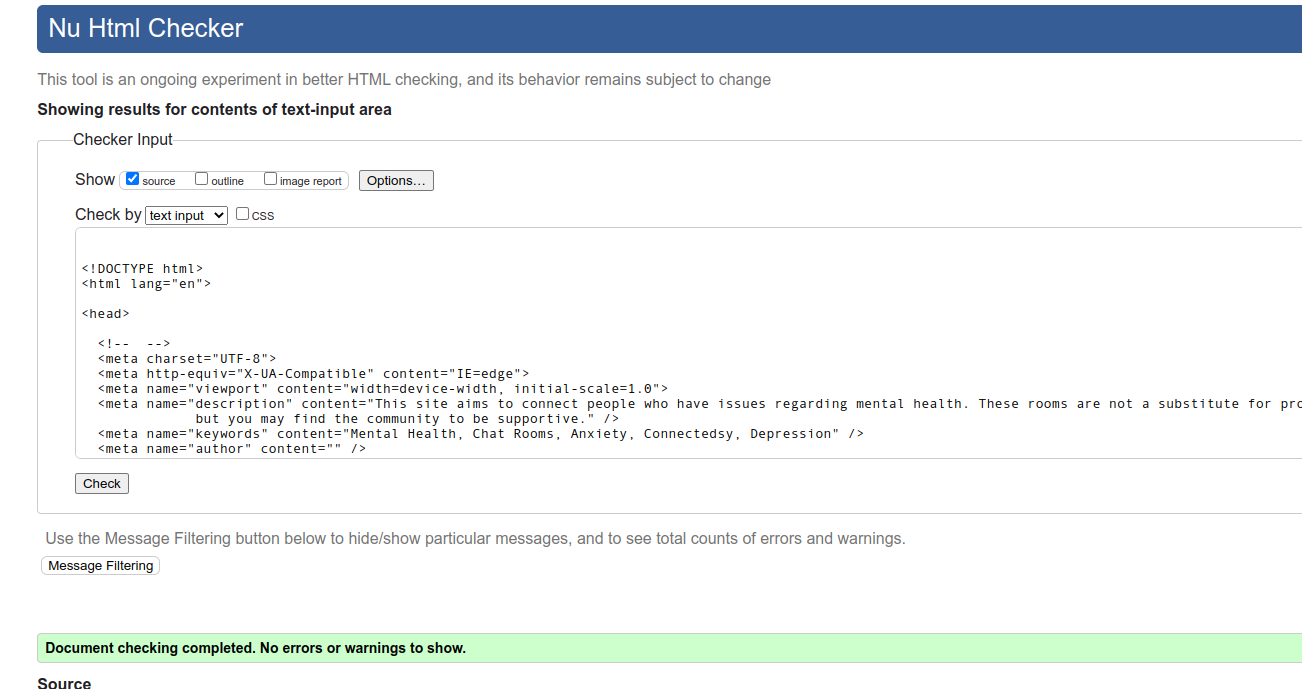 Nu Html Checker
This tool is an ongoing experiment in better HTML checking, and its behavior remains subject to change
Showing results for contents of text-input area
Checker Input
Show source outline image report Options...
Check by text input CSS
<!DOCTYPE html>
<html lang="en">
<head>
<!--  -->
<meta charset="UTF-8">
<meta http-equiv="X-UA-Compatible" content="IE=edge">
<meta name="viewport" content="width=device-width, initial-scale=1.0">
<meta name="description" content="This site aims to connect people who have issues regarding mental health. These rooms are not a substitute for pro
but you may find the community to be supportive." />
<meta name="keywords" content="Mental Health, Chat Rooms, Anxiety, Connectedsy, Depression" />
<meta name="author" content="" />
Check
Use the Message Filtering button below to hide/show particular messages, and to see total counts of errors and warnings.
Message Filtering
Document checking completed. No errors or warnings to show.
Source